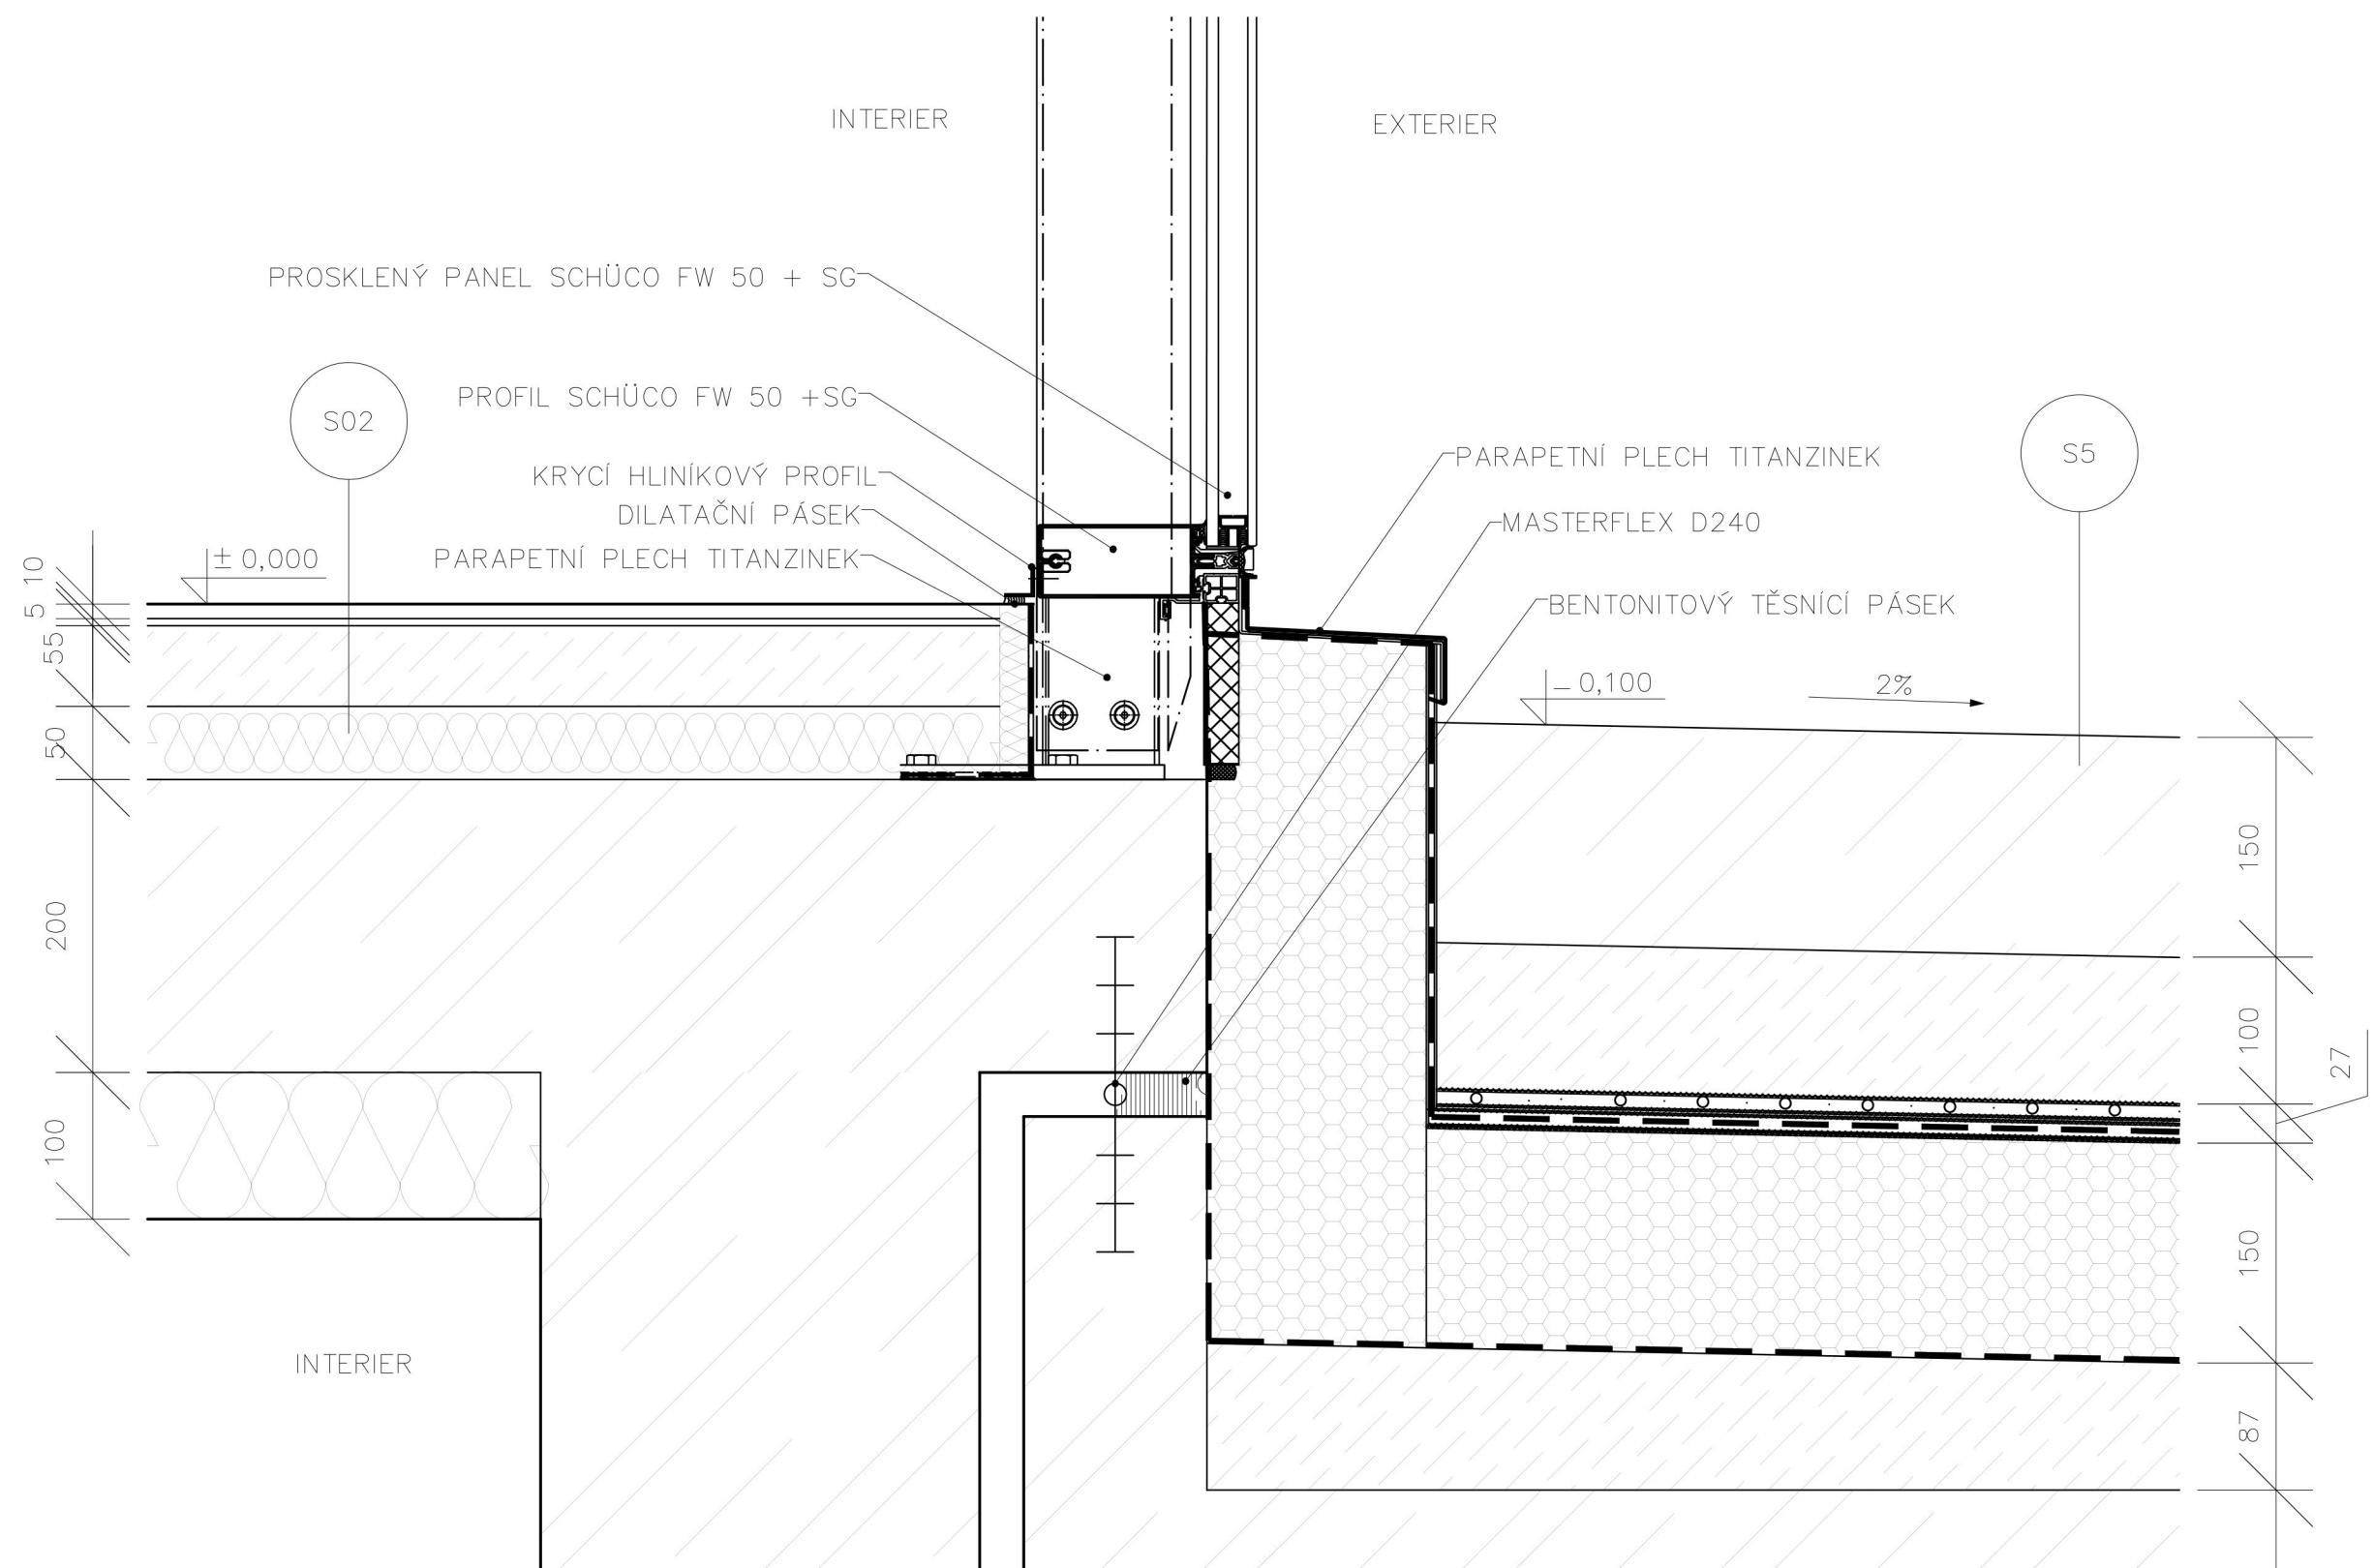 INTERIER
EXTERIER
PROSKLENÝ PANEL SCHÜCO FW 50 + SG
PROFIL SCHÜCO FW 50 +SG
S02
KRYCÍ HLINÍKOVÝ PROFIL
DILATAČNÍ PÁSEK
PARAPETNÍ PLECH TITANZINEK
± 0,000
PARAPETNÍ PLECH TITANZINEK
S5
MASTERFLEX D240
BENTONITOVÝ TĚSNÍCÍ PÁSEK
– 0,100
2%
10
5
55
50
200
100
150
100
27
150
87
INTERIER